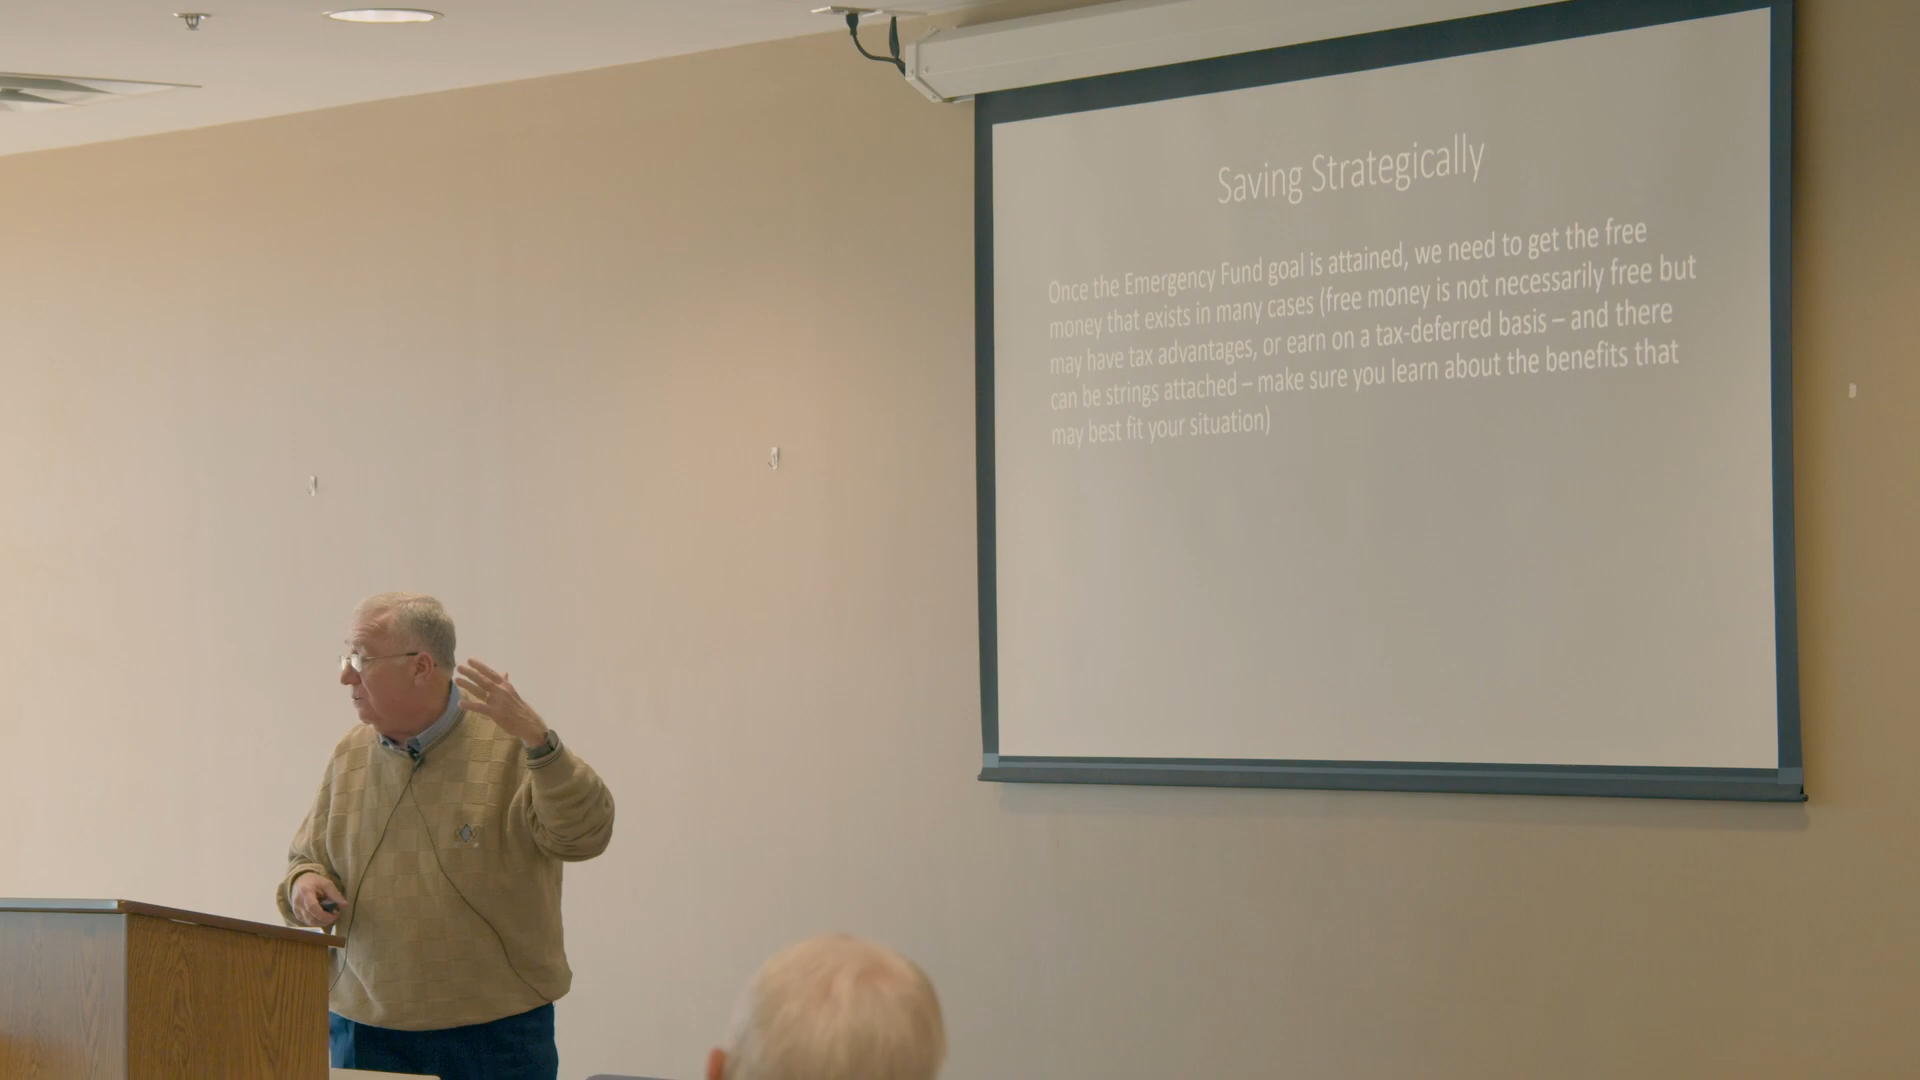 Saving Strategically
Once the Emergency Fund goal is attained, we need to get the free
money that exists in many cases (free money is not necessarily free but
may have tax advantages, or earn on a tax-deferred basis – and there
can be strings attached – make sure you learn about the benefits that
may best fit your situation)